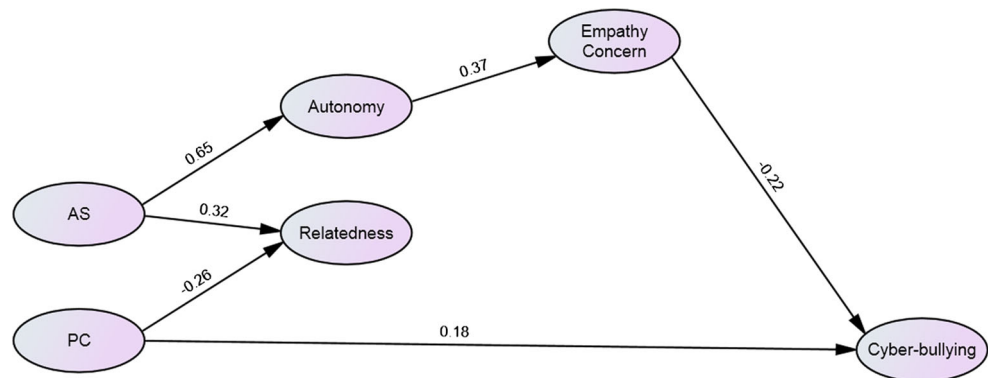 Empathy
Concern
0.37
Autonomy
0.65
AS
0.32
Relatedness
-0.26
-0.22
PC
0.18
Cyber-bullying